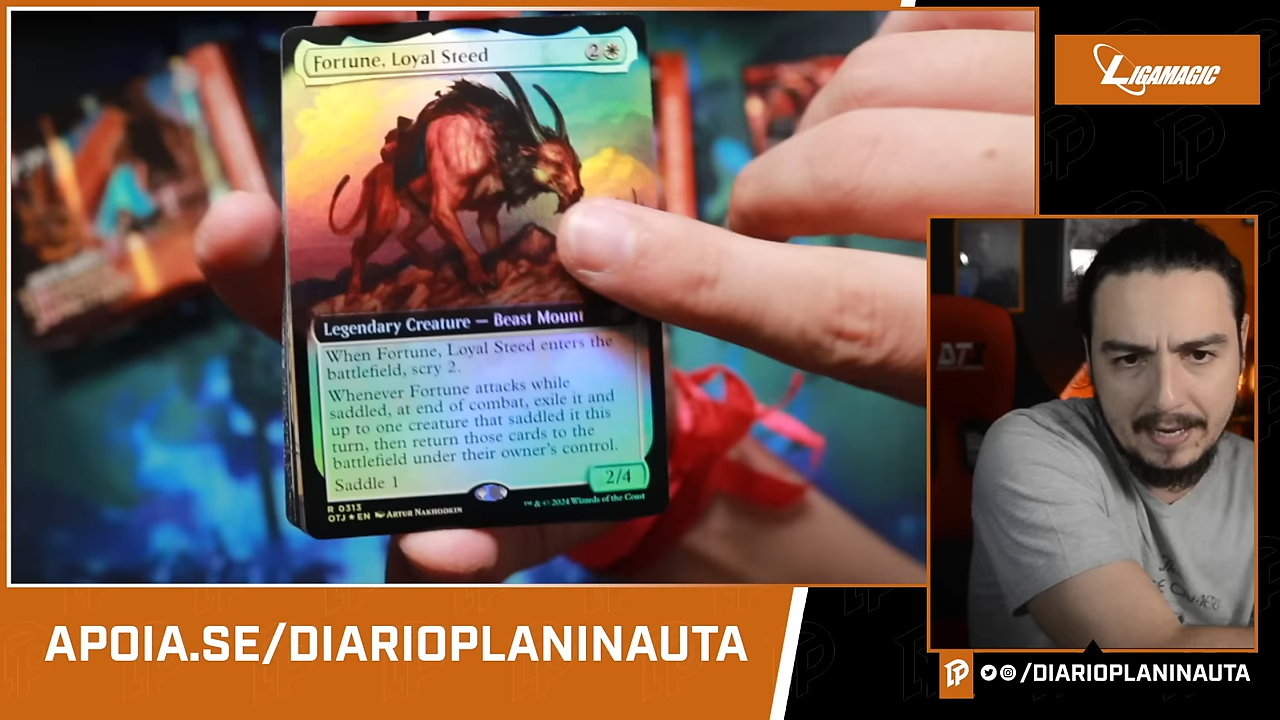 Fortune, Loyal Steed 2
LIGAMAGIC
Legendary Creature — Beast Mount
When Fortune, Loyal Steed enters the
battlefield, scry 2.
Whenever Fortune attacks while
saddled, at end of combat, exile it and
up to one creature that saddled it this
turn, then return those cards to the
battlefield under their owner's control.
Saddle 1
2/4
R 0313
OTJ ★ EN ARTUR NAKHODKIN
™ & © 2024 Wizards of the Coast
APOIA.SE/DIARIOPLANINAUTA
/DIARIOPLANINAUTA